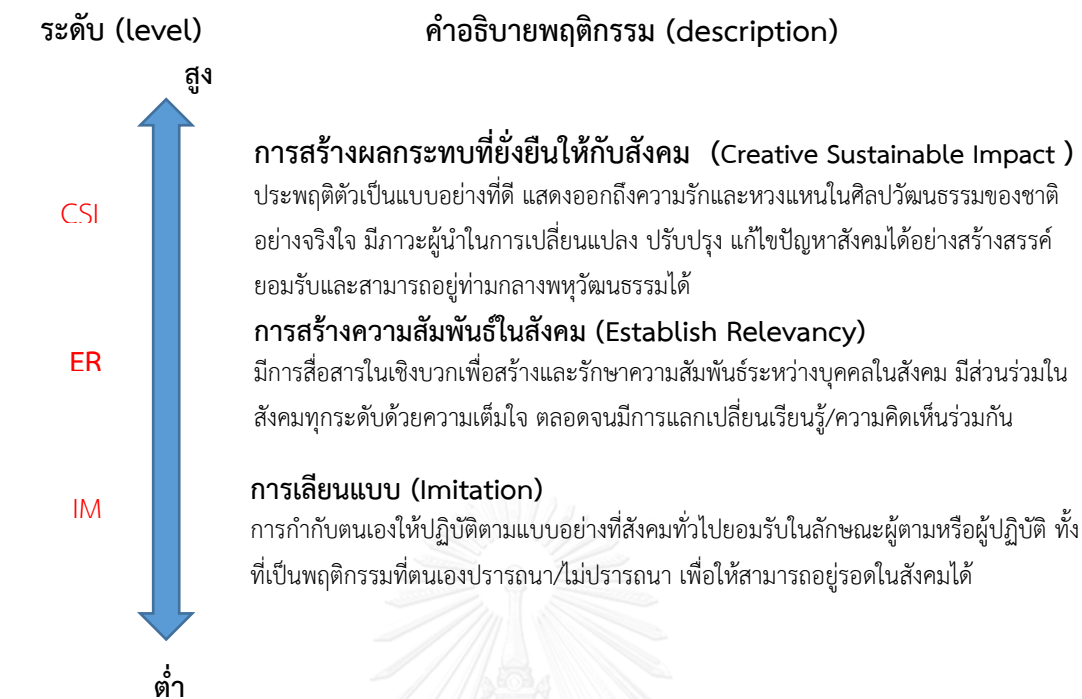 ระดับ (level) คำอธิบายพฤติกรรม (description)
สูง
การสร้างผลกระทบที่ยั่งยืนให้กับสังคม (Creative Sustainable Impact )
CSI
ประพฤติตัวเป็นแบบอย่างที่ดี แสดงออกถึงความรักและหวงแหนในศิลปวัฒนธรรมของชาติ
อย่างจริงใจ มีภาวะผู้นำในการเปลี่ยนแปลง ปรับปรุง แก้ไขปัญหาสังคมได้อย่างสร้างสรรค์
ยอมรับและสามารถอยู่ท่ามกลางพหุวัฒนธรรมได้
การสร้างความสัมพันธ์ในสังคม (Establish Relevancy)
ER
มีการสื่อสารในเชิงบวกเพื่อสร้างและรักษาความสัมพันธ์ระหว่างบุคคลในสังคม มีส่วนร่วมใน
สังคมทุกระดับด้วยความเต็มใจ ตลอดจนมีการแลกเปลี่ยนเรียนรู้/ความคิดเห็นร่วมกัน
การเลียนแบบ (Imitation)
IM
การกำกับตนเองให้ปฏิบัติตามแบบอย่างที่สังคมทั่วไปยอมรับในลักษณะผู้ตามหรือผู้ปฏิบัติ ทั้ง
ที่เป็นพฤติกรรมที่ตนเองปรารถนา/ไม่ปรารถนา เพื่อให้สามารถอยู่รอดในสังคมได้
ต่ำ